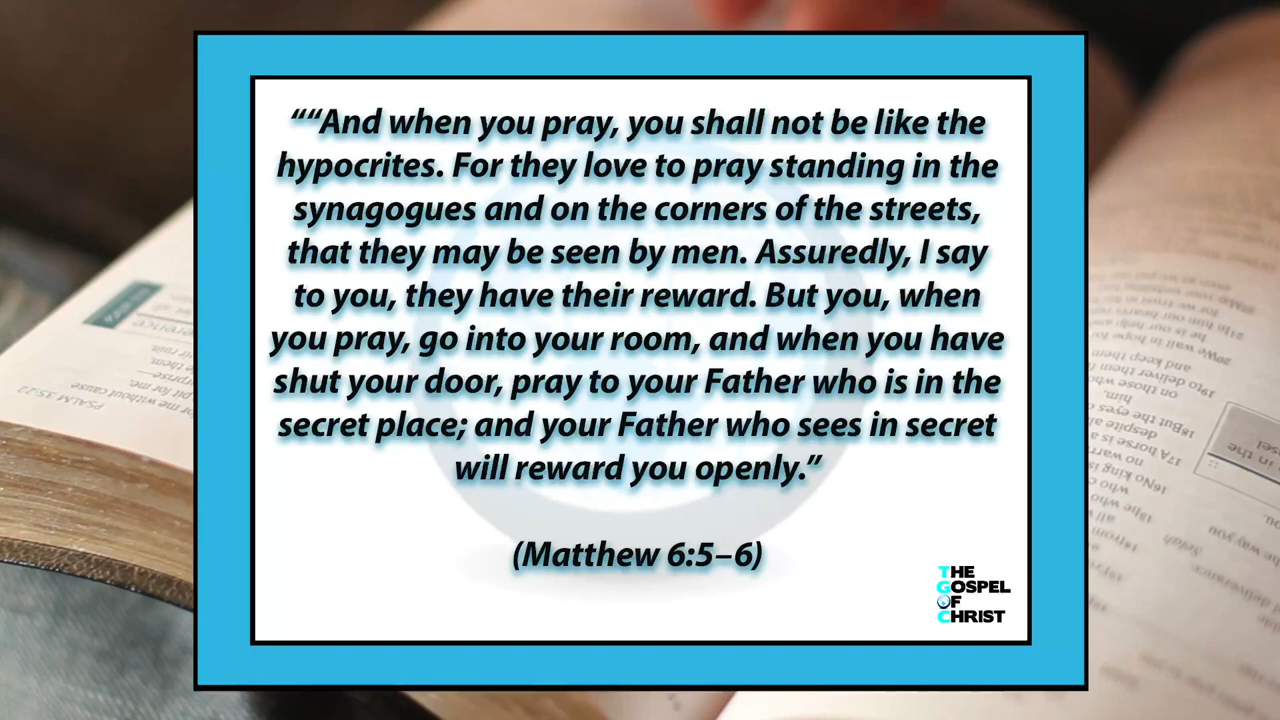 ““And when you pray, you shall not be like the
hypocrites. For they love to pray standing in the
synagogues and on the corners of the streets,
that they may be seen by men. Assuredly, I say
to you, they have their reward. But you, when
you pray, go into your room, and when you have
shut your door, pray to your Father who is in the
secret place; and your Father who sees in secret
will reward you openly.”
(Matthew 6:5–6)
THE
GOSPEL
OF
CHRIST
PSALM 35:22